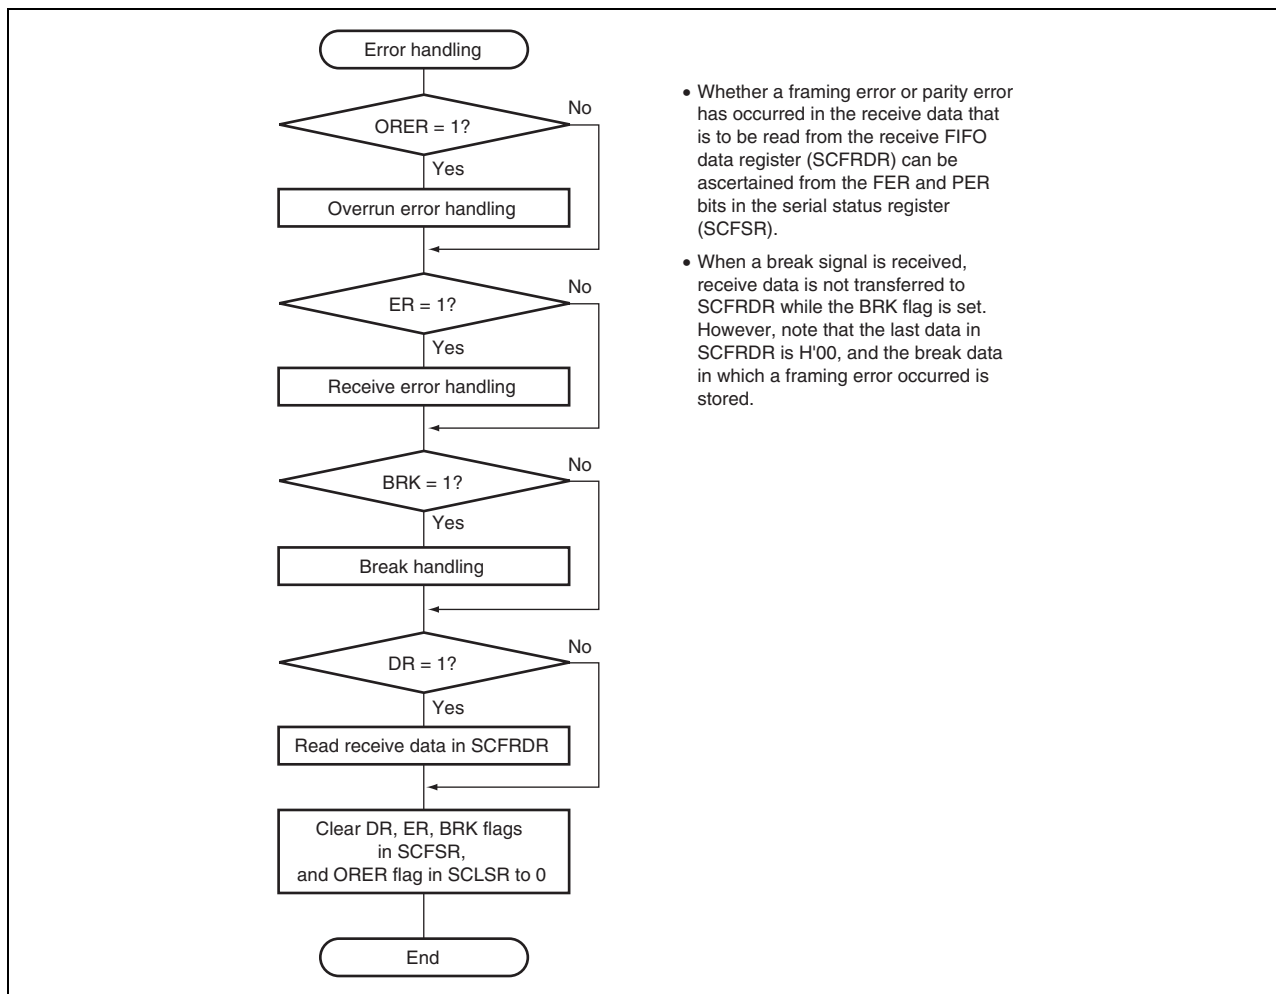 Error handling
No
ORER = 1?
Yes
Overrun error handling
No
ER = 1?
Yes
Receive error handling
No
BRK = 1?
Yes
Break handling
No
DR = 1?
Yes
Read receive data in SCFRDR
Clear DR, ER, BRK flags
in SCFSR,
and ORER flag in SCLSR to 0
End
• Whether a framing error or parity error
has occurred in the receive data that
is to be read from the receive FIFO
data register (SCFRDR) can be
ascertained from the FER and PER
bits in the serial status register
(SCFSR).
• When a break signal is received,
receive data is not transferred to
SCFRDR while the BRK flag is set.
However, note that the last data in
SCFRDR is H'00, and the break data
in which a framing error occurred is
stored.